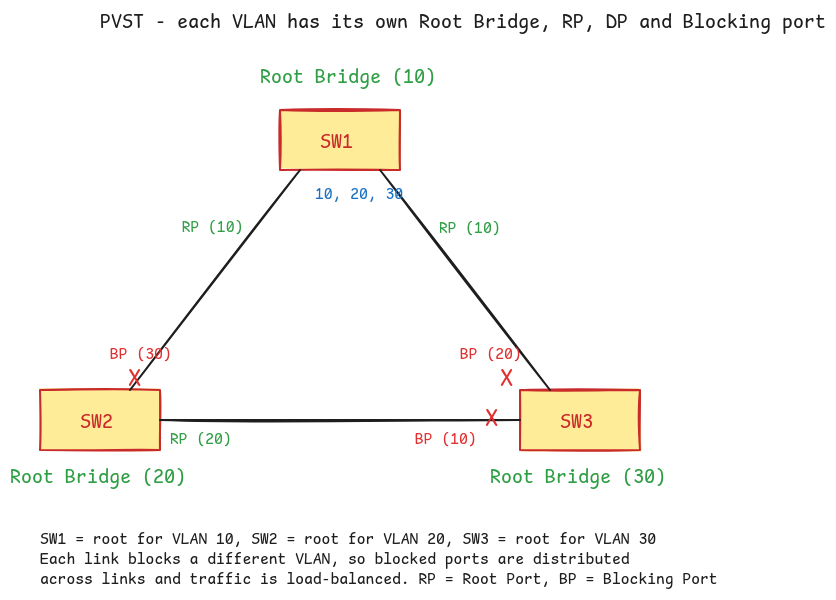 PVST - each VLAN has its own Root Bridge, RP, DP and Blocking port
Root Bridge (10)
SW1
10, 20, 30
RP (10)
RP (10)
BP (30)
BP (20)
X
X
SW2
X
SW3
RP (20)
BP (10)
Root Bridge (20)
Root Bridge (30)
SW1 = root for VLAN 10, SW2 = root for VLAN 20, SW3 = root for VLAN 30
Each link blocks a different VLAN, so blocked ports are distributed
across links and traffic is load-balanced. RP = Root Port, BP = Blocking Port